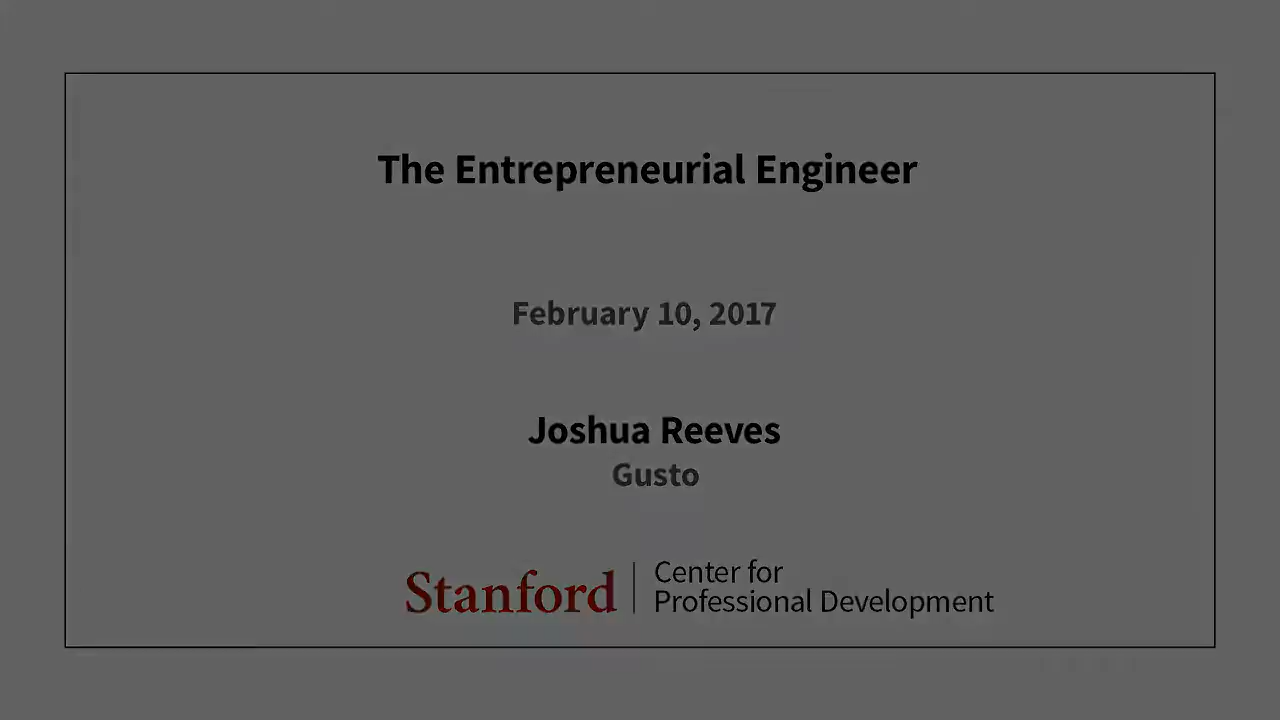 The Entrepreneurial Engineer
February 10, 2017
Joshua Reeves
Gusto
Stanford
Center for
Professional Development